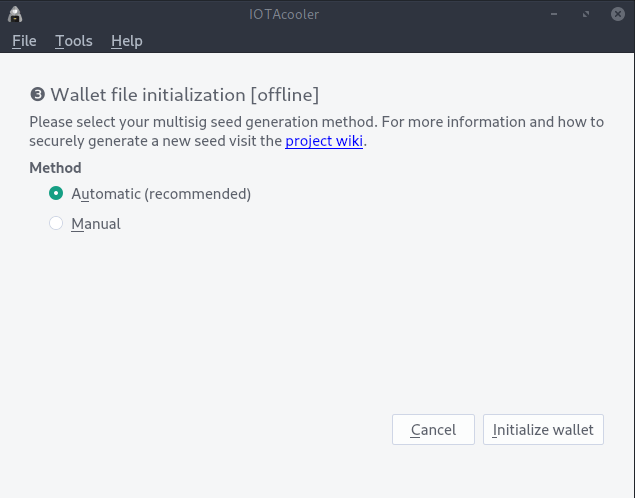 IOTAcooler
File Tools Help
❸ Wallet file initialization [offline]
Please select your multisig seed generation method. For more information and how to
securely generate a new seed visit the project wiki.
Method
Automatic (recommended)
Manual
Cancel Initialize wallet